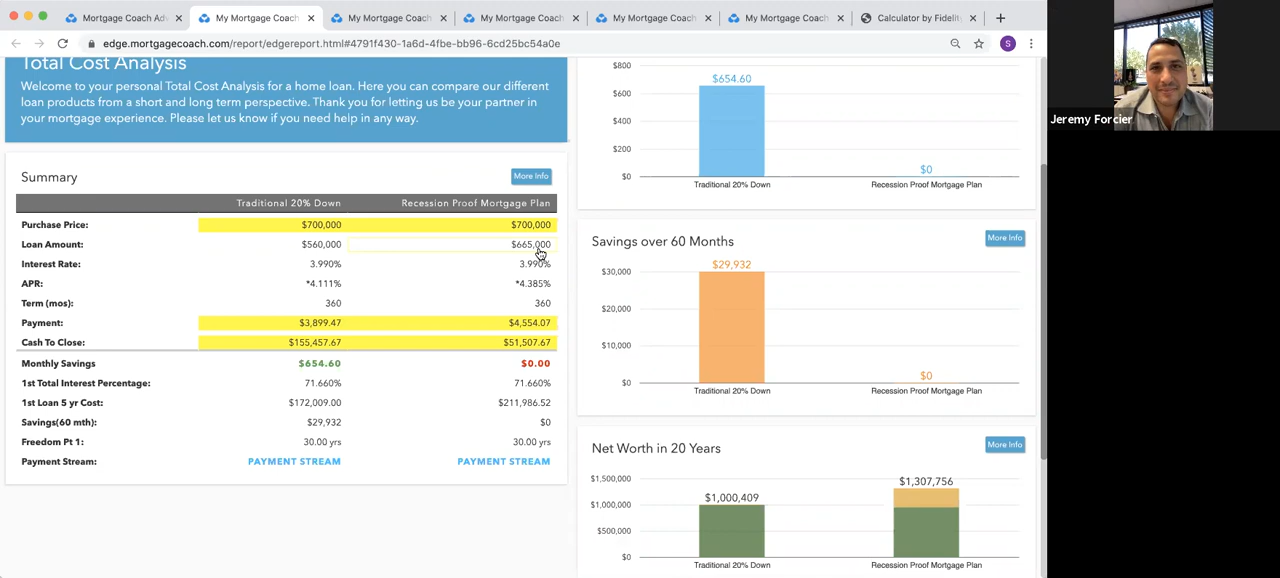 Mortgage Coach Adv
My Mortgage Coach
My Mortgage Coach
My Mortgage Coach
My Mortgage Coach
My Mortgage Coach
Calculator by Fidelit
edge.mortgagecoach.com/report/edgereport.html#4791f430-1a6d-4fbe-bb96-6cd25bc54a0e
S
Total Cost Analysis
Welcome to your personal Total Cost Analysis for a home loan. Here you can compare our different
loan products from a short and long term perspective. Thank you for letting us be your partner in
your mortgage experience. Please let us know if you need help in any way.
Summary
More Info
Traditional 20% Down Recession Proof Mortgage Plan
Purchase Price: $700,000 $700,000
Loan Amount: $560,000 $665,000
Interest Rate: 3.990% 3.990%
APR: *4.111% *4.385%
Term (mos): 360 360
Payment: $3,899.47 $4,554.07
Cash To Close: $155,457.67 $51,507.67
Monthly Savings $654.60 $0.00
1st Total Interest Percentage: 71.660% 71.660%
1st Loan 5 yr Cost: $172,009.00 $211,986.52
Savings(60 mth): $29,932 $0
Freedom Pt 1: 30.00 yrs 30.00 yrs
Payment Stream: PAYMENT STREAM PAYMENT STREAM
$800
$654.60
$600
$400
$200
$0
$0
Traditional 20% Down Recession Proof Mortgage Plan
Savings over 60 Months
More Info
$29,932
$30,000
$20,000
$10,000
$0
$0
Traditional 20% Down Recession Proof Mortgage Plan
Net Worth in 20 Years
More Info
$1,500,000
$1,307,756
$1,000,409
$1,000,000
$500,000
$0
Traditional 20% Down Recession Proof Mortgage Plan
Jeremy Forcier